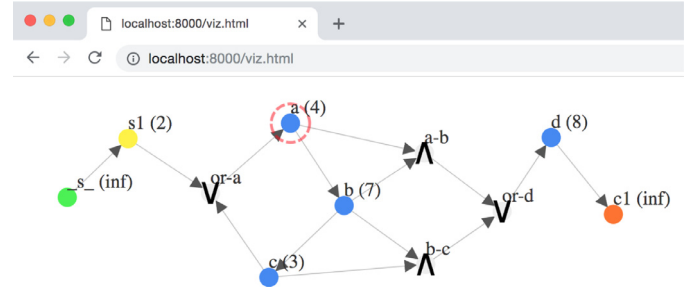 localhost:8000/viz.html × +
localhost:8000/viz.html
a (4)
s1 (2)
d (8)
a-b
_s_ (inf)
or-a
b (7)
or-d
c1 (inf)
b-c
c (3)